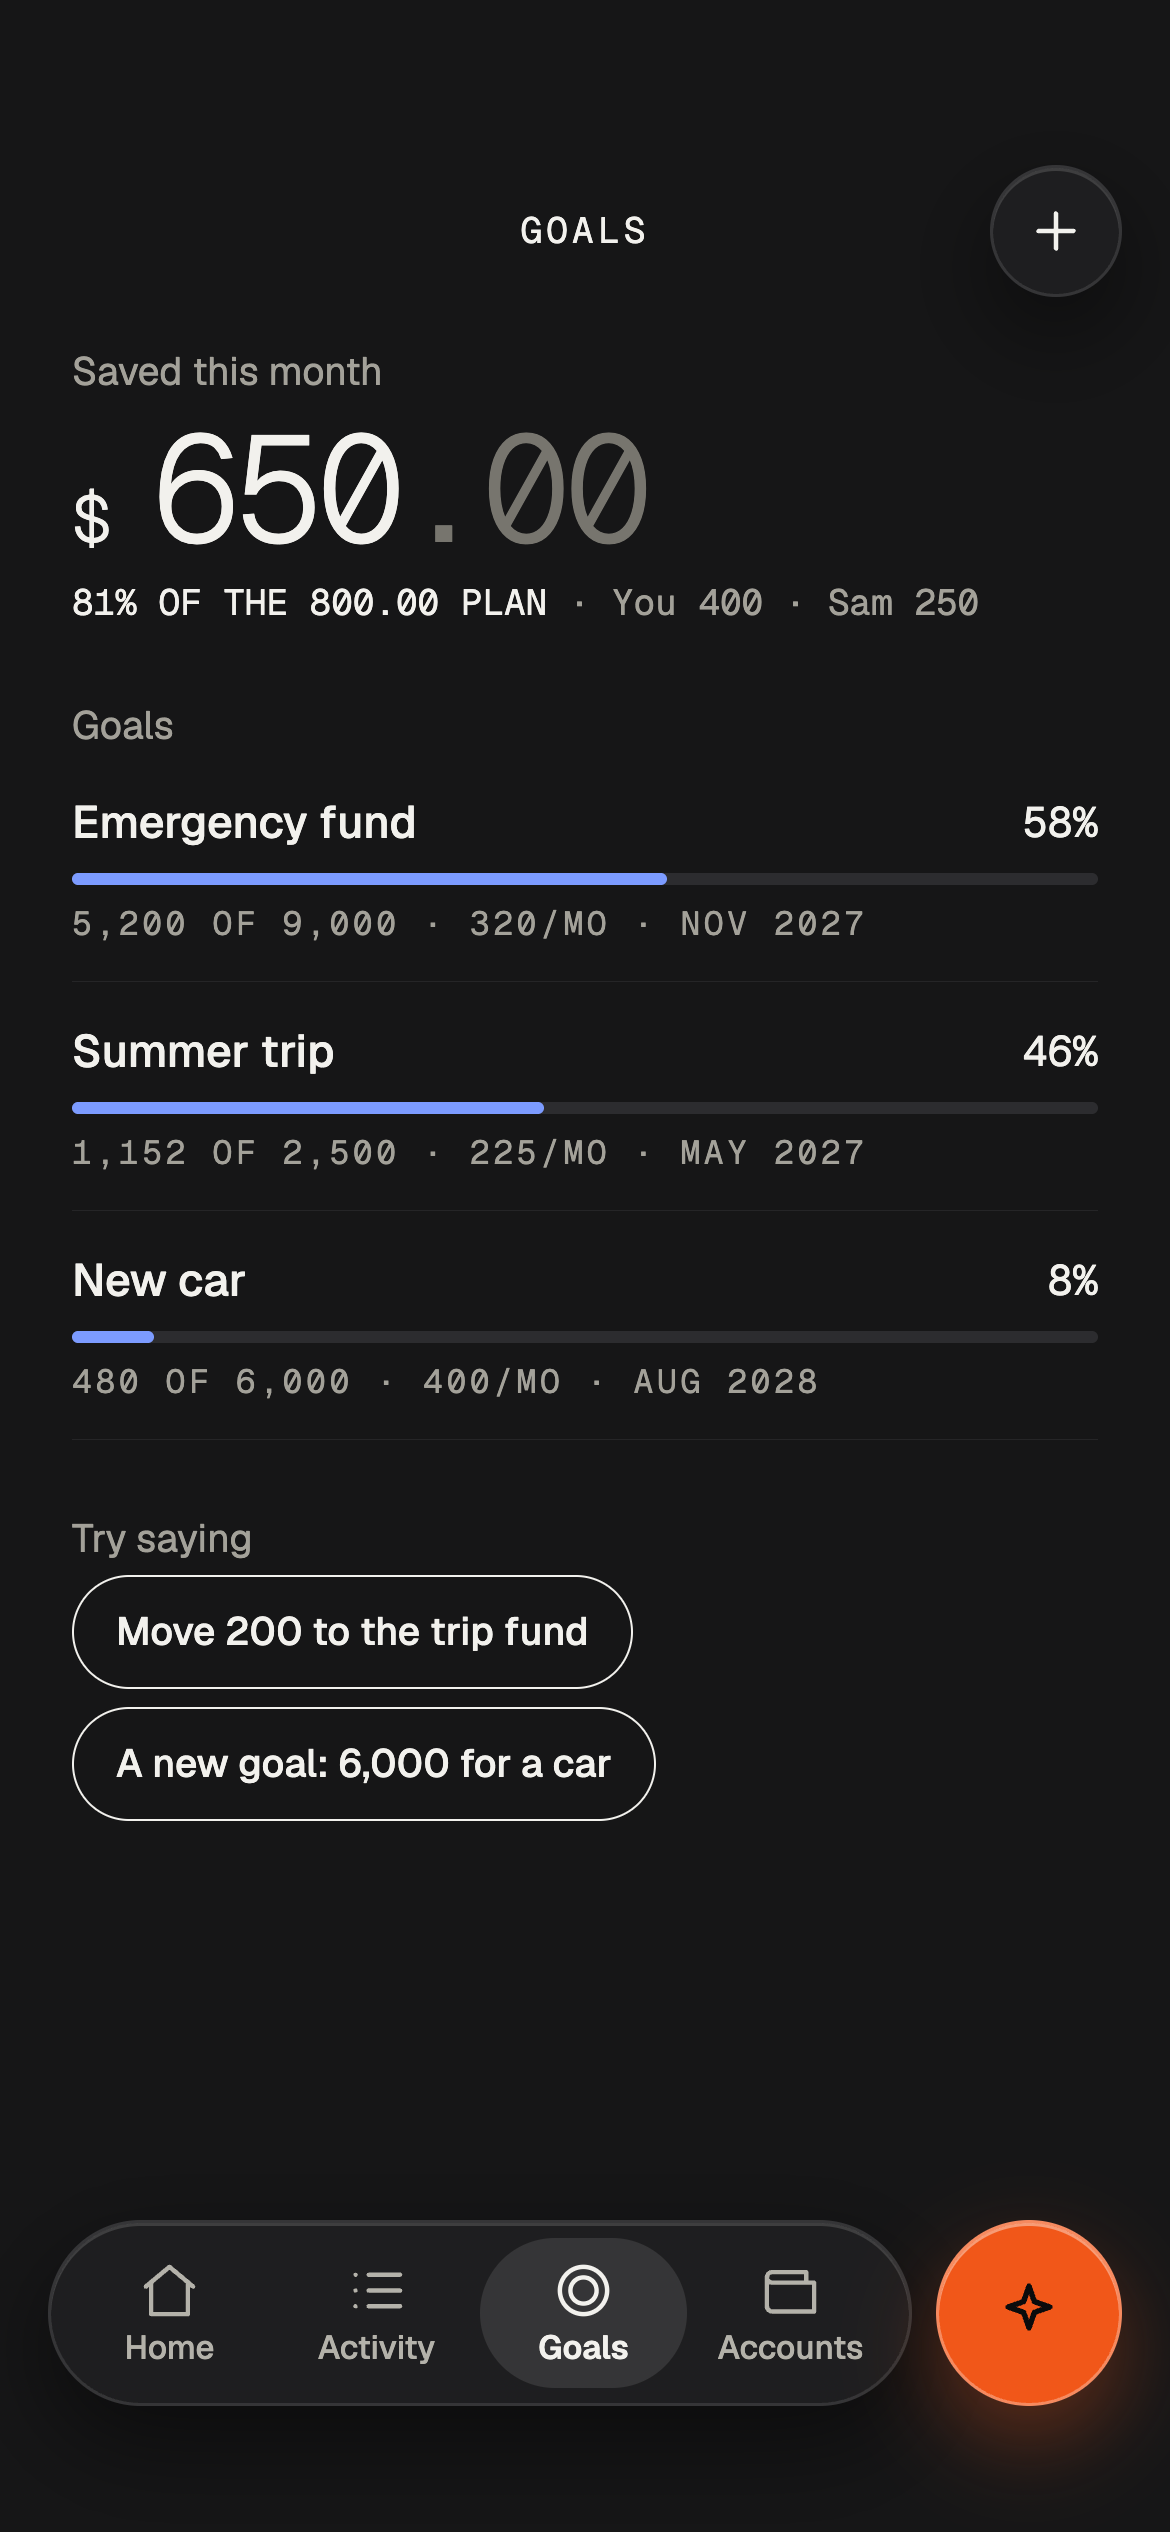 GOALS
Saved this month
$ 650.00
81% OF THE 800.00 PLAN · You 400 · Sam 250
Goals
Emergency fund 58%
5,200 OF 9,000 · 320/MO · NOV 2027
Summer trip 46%
1,152 OF 2,500 · 225/MO · MAY 2027
New car 8%
480 OF 6,000 · 400/MO · AUG 2028
Try saying
Move 200 to the trip fund
A new goal: 6,000 for a car
Home Activity Goals Accounts